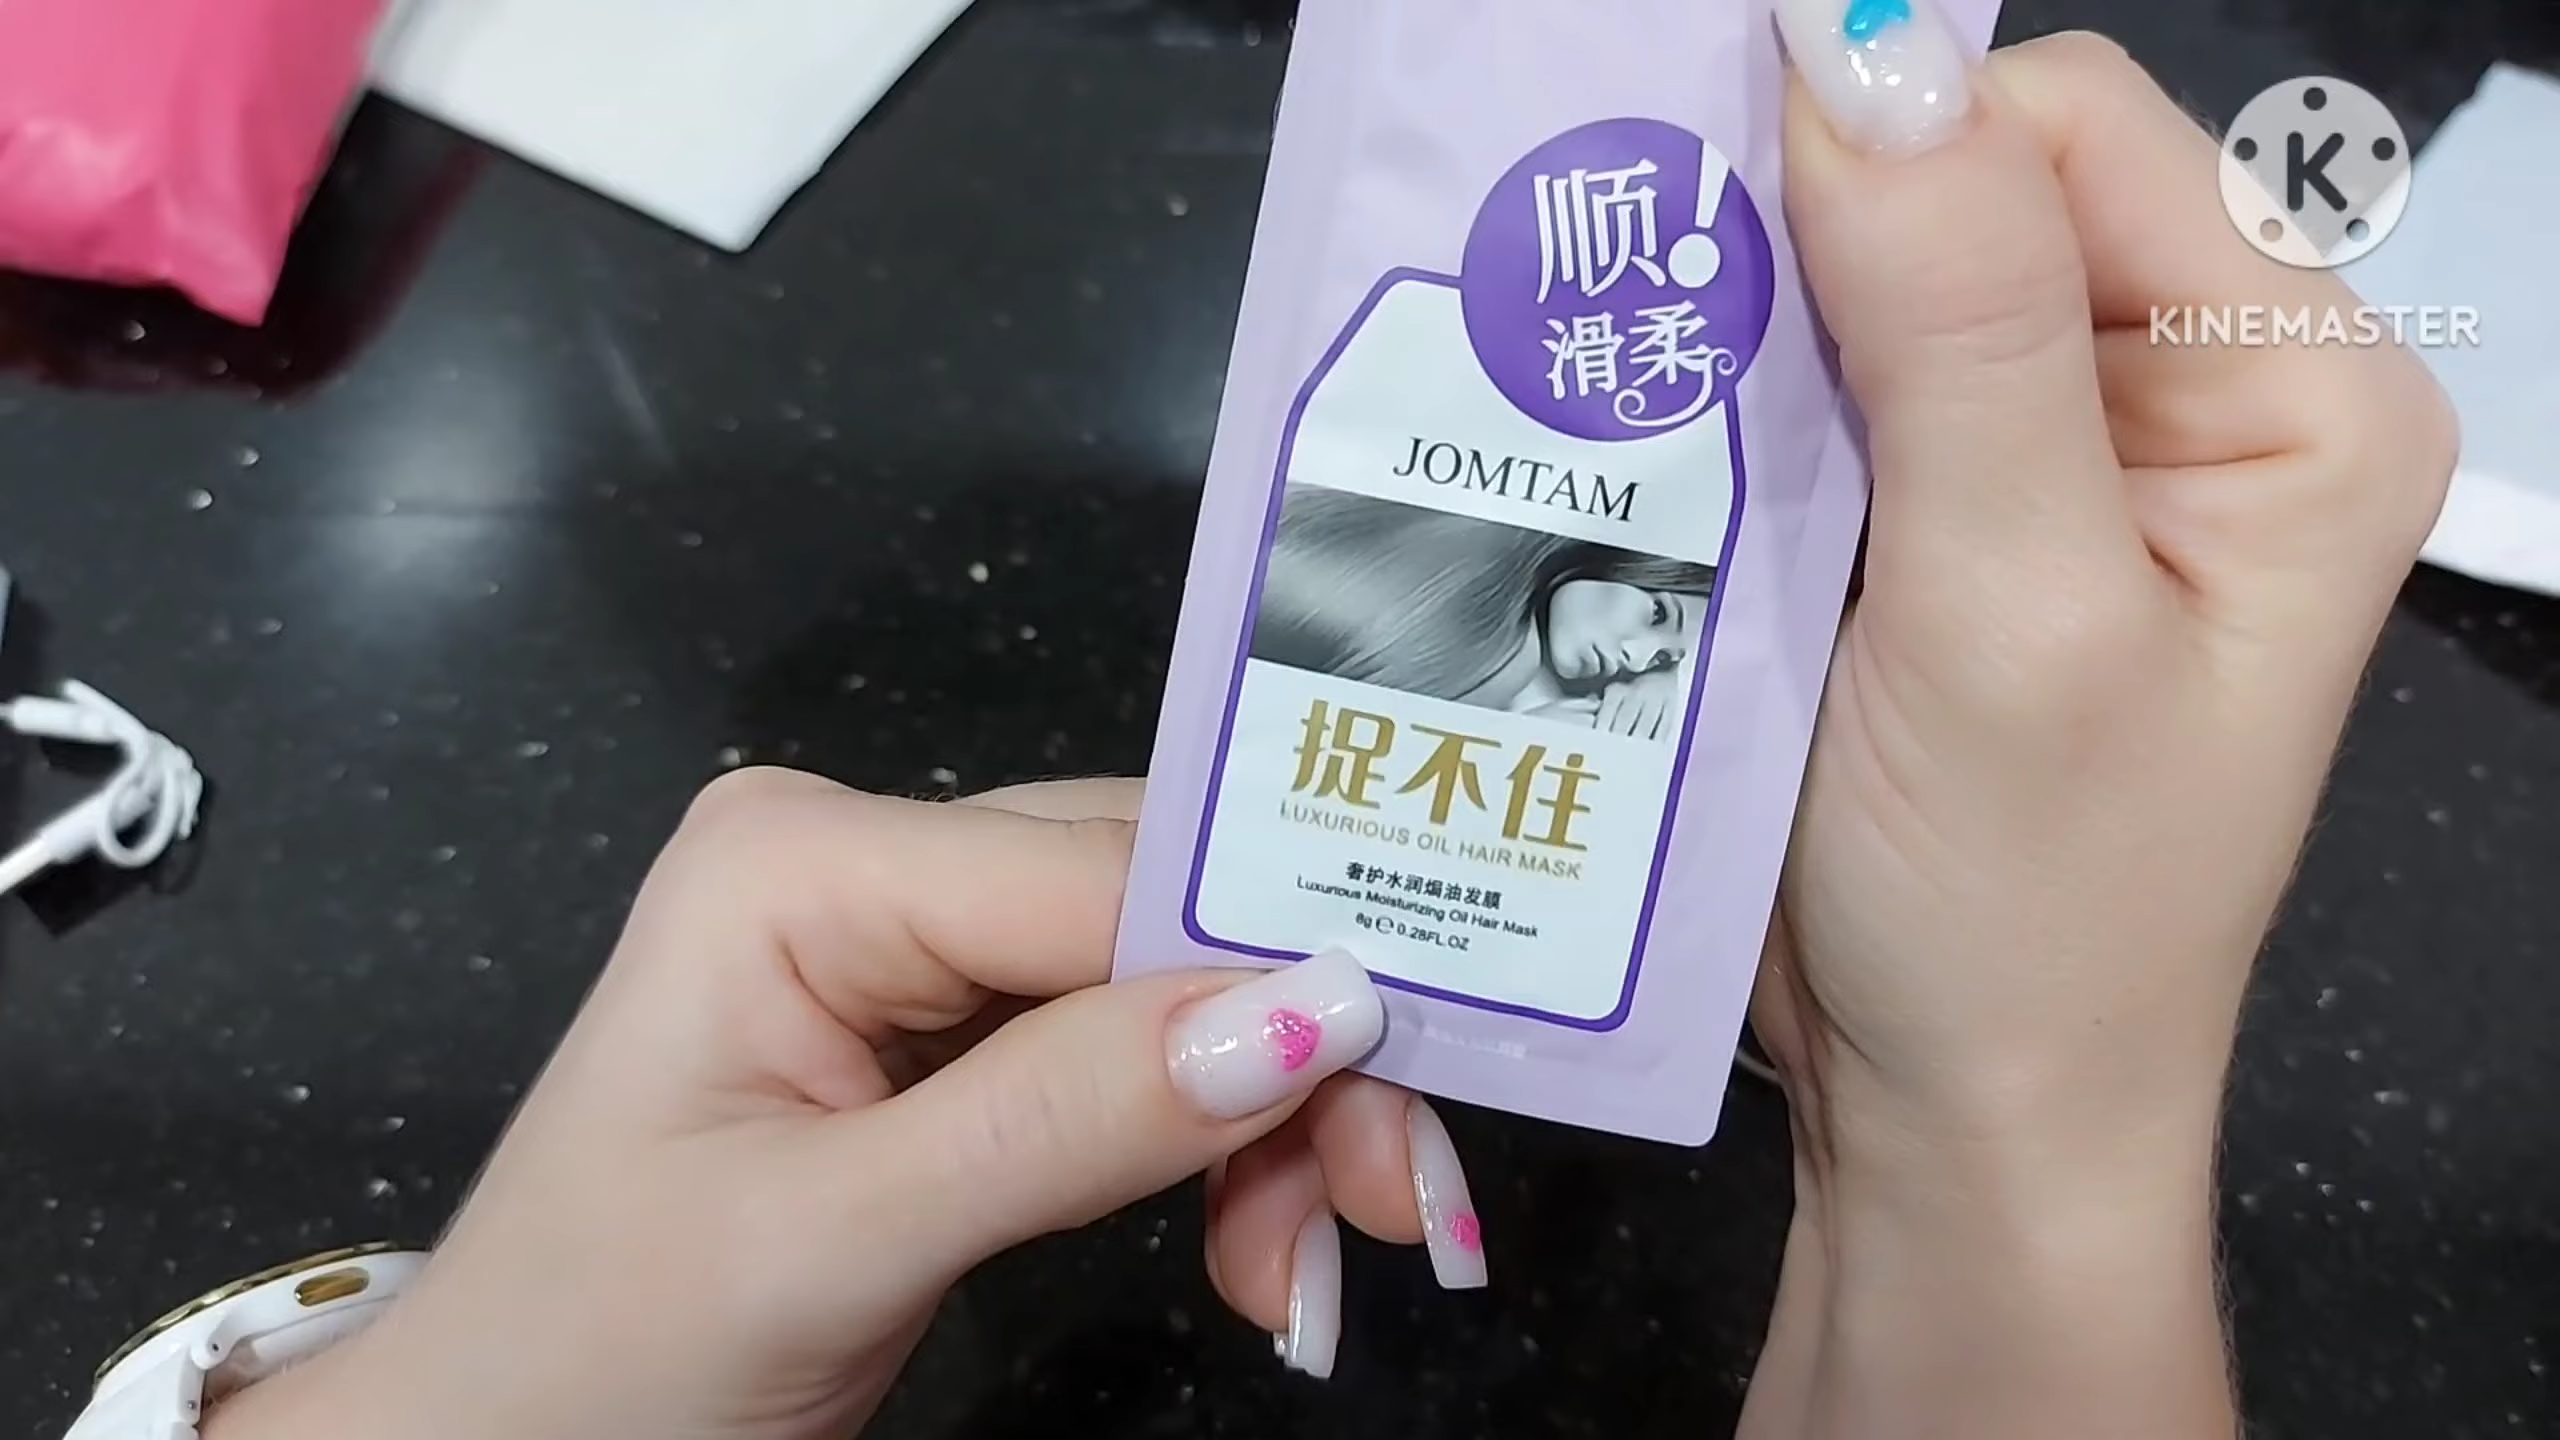 顺!
滑柔
JOMTAM
捉不住
LUXURIOUS OIL HAIR MASK
奢护水润焗油发膜
Luxurious Moisturizing Oil Hair Mask
8g ℮ 0.28FL.OZ
K
KINEMASTER